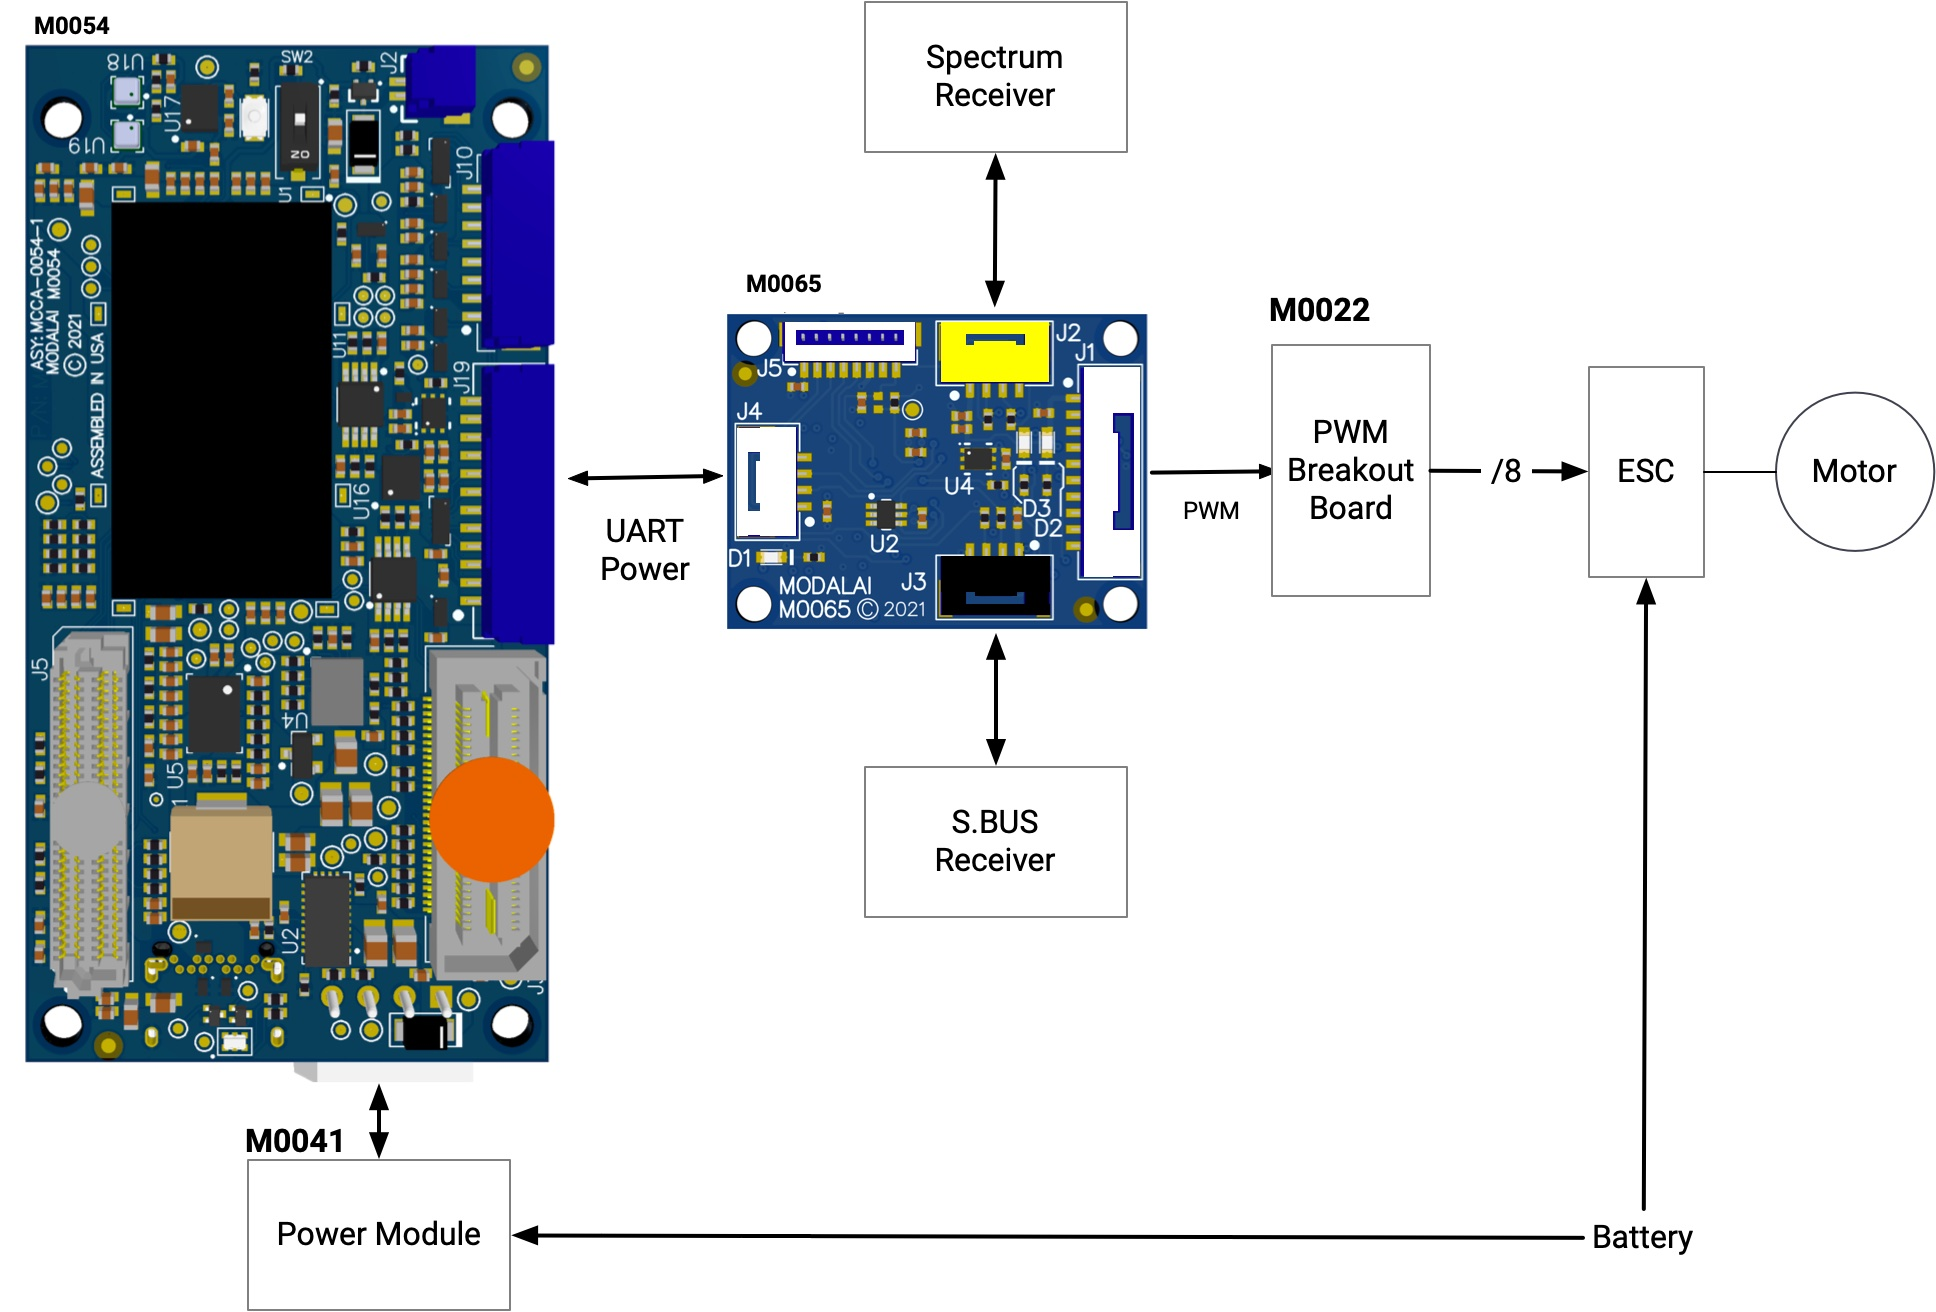 M0054
U18
U17
U19
SW2
NO
J2
J10
U1
ASY: MCCA-0054-1
MODALAI M0054
© 2021
ASSEMBLED IN USA
U11
J19
U16
J5
U4
U5
1
U2
J
M0041
Power Module
UART
Power
Spectrum
Receiver
M0065
J5
J2
J1
J4
U4
D3
D2
U2
D1
J3
MODALAI
M0065 © 2021
S.BUS
Receiver
PWM
M0022
PWM
Breakout
Board
/8
ESC
Motor
Battery